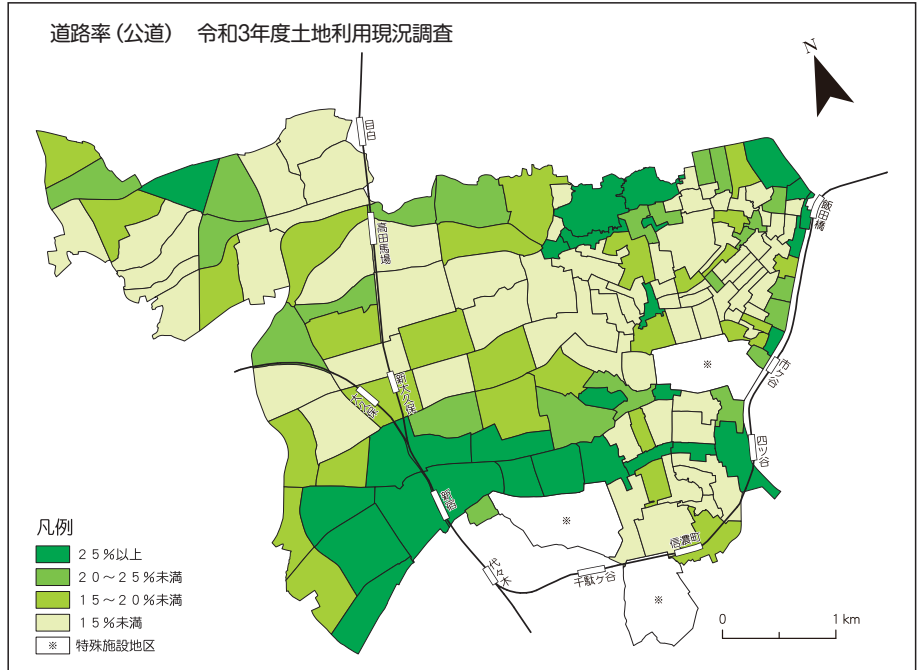 道路率(公道) 令和3年度土地利用現況調査
N
目白
飯田橋
高田馬場
※
市ケ谷
新大久保
大久保
四ツ谷
新宿
※
信濃町
代々木
千駄ケ谷
※
凡例
25%以上
20〜25%未満
15〜20%未満
15%未満
※ 特殊施設地区
0 1km